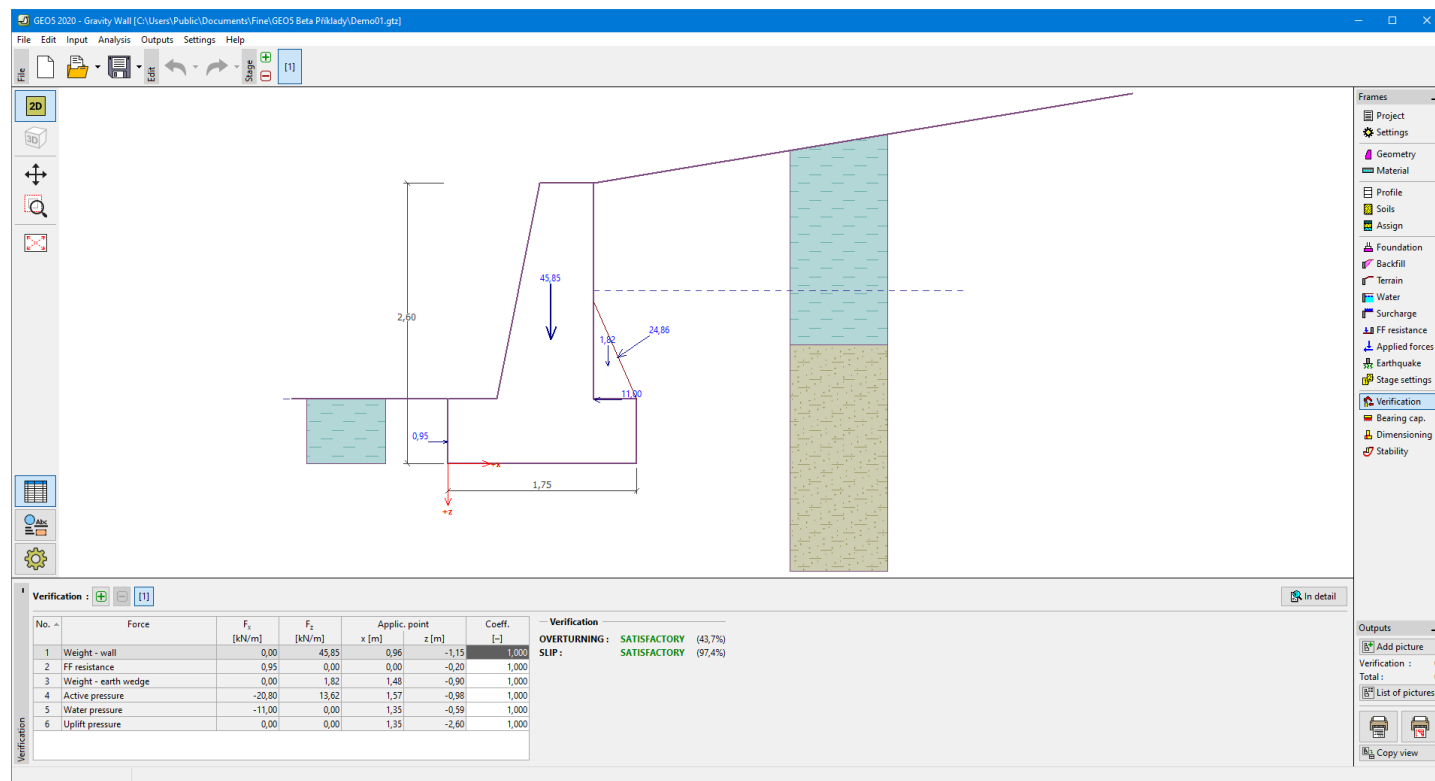 GEO5 2020 - Gravity Wall [C:\Users\Public\Documents\Fine\GEO5 Beta Příklady\Demo01.gtz]
File Edit Input Analysis Outputs Settings Help
File
Edit
Stage
[1]
2D
3D
2,60
45,85
1,82
24,86
11,00
0,95
+x
1,75
+z
Abc
Frames
Project
Settings
Geometry
Material
Profile
Soils
Assign
Foundation
Backfill
Terrain
Water
Surcharge
FF resistance
Applied forces
Earthquake
Stage settings
Verification
Bearing cap.
Dimensioning
Stability
Verification
Verification : [1]
In detail
No. Force Fx Fz Applic. point Coeff.
[kN/m] [kN/m] x [m] z [m] [–]
1 Weight - wall 0,00 45,85 0,96 -1,15 1,000
2 FF resistance 0,95 0,00 0,00 -0,20 1,000
3 Weight - earth wedge 0,00 1,82 1,48 -0,90 1,000
4 Active pressure -20,80 13,62 1,57 -0,98 1,000
5 Water pressure -11,00 0,00 1,35 -0,59 1,000
6 Uplift pressure 0,00 0,00 1,35 -2,60 1,000
Verification
OVERTURNING : SATISFACTORY (43,7%)
SLIP : SATISFACTORY (97,4%)
Outputs
Add picture
Verification :
Total :
List of pictures
Copy view